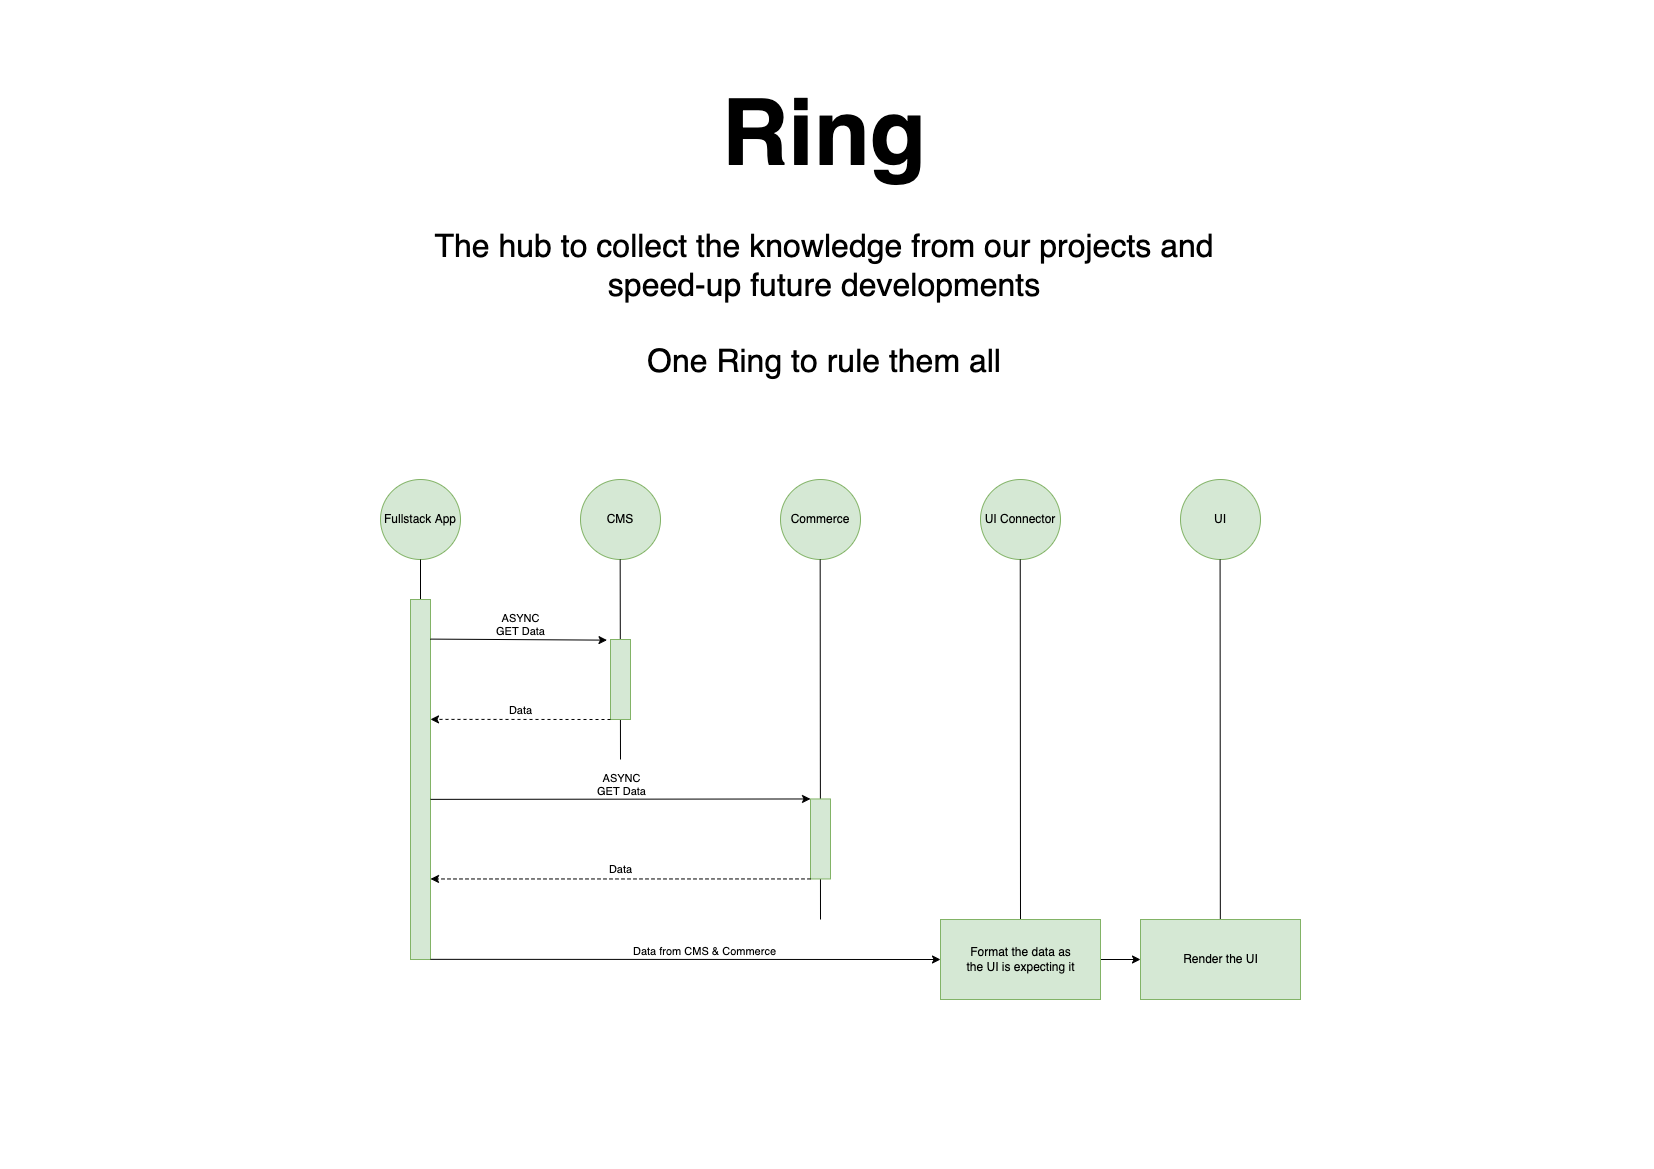 Ring
The hub to collect the knowledge from our projects and
speed-up future developments
One Ring to rule them all
Fullstack App
CMS
Commerce
UI Connector
UI
ASYNC
GET Data
Data
ASYNC
GET Data
Data
Data from CMS & Commerce
Format the data as
the UI is expecting it
Render the UI